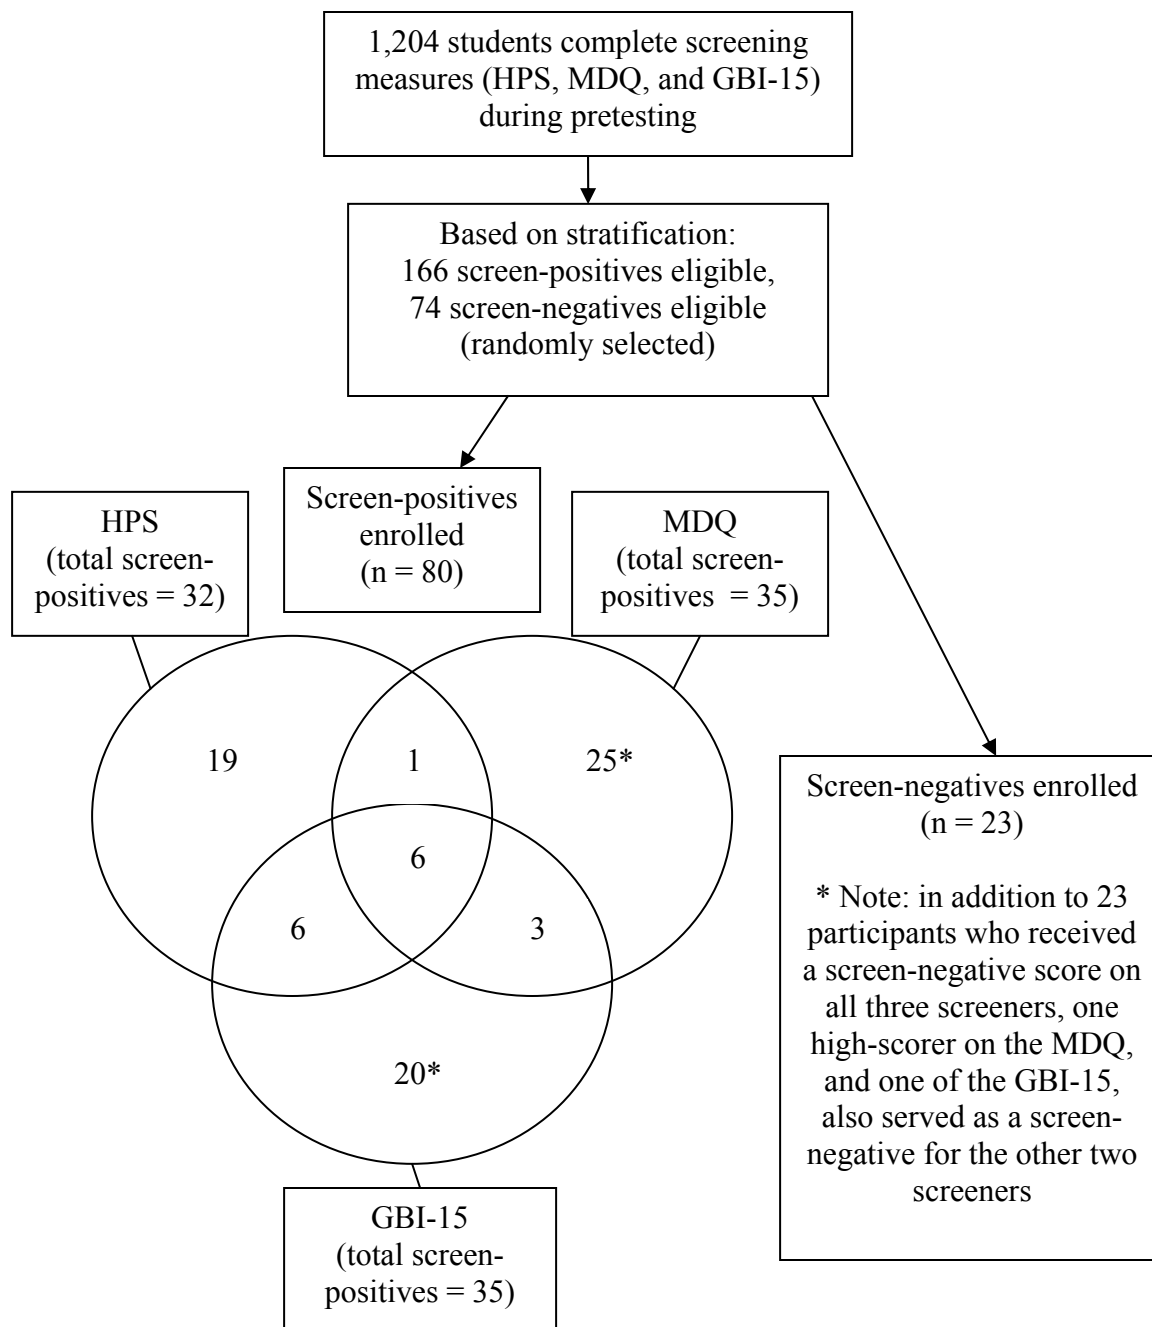 1,204 students complete screening
measures (HPS, MDQ, and GBI-15)
during pretesting
Based on stratification:
166 screen-positives eligible,
74 screen-negatives eligible
(randomly selected)
Screen-positives
enrolled
(n = 80)
HPS
(total screen-
positives = 32)
MDQ
(total screen-
positives  = 35)
19
1
25*
6
6
3
20*
GBI-15
(total screen-
positives = 35)
Screen-negatives enrolled
(n = 23)
* Note: in addition to 23
participants who received
a screen-negative score on
all three screeners, one
high-scorer on the MDQ,
and one of the GBI-15,
also served as a screen-
negative for the other two
screeners